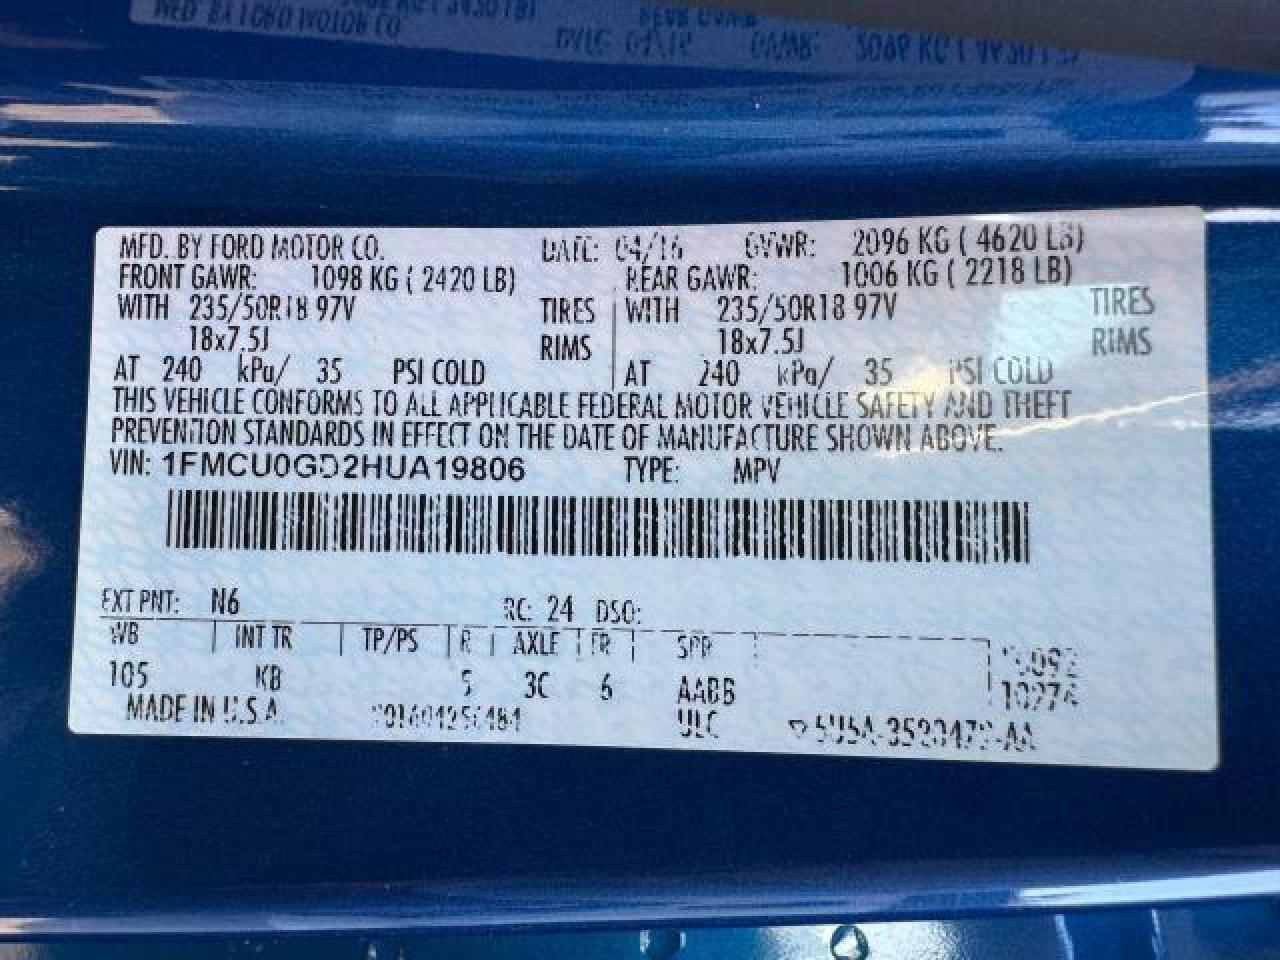 MFD. BY FORD MOTOR CO. DATE: 04/16 GVWR: 2096 KG ( 4620 LB)
FRONT GAWR: 1098 KG ( 2420 LB) REAR GAWR: 1006 KG ( 2218 LB)
WITH 235/50R18 97V TIRES WITH 235/50R18 97V TIRES
18x7.5J RIMS 18x7.5J RIMS
AT 240 kPa/ 35 PSI COLD AT 240 kPa/ 35 PSI COLD
THIS VEHICLE CONFORMS TO ALL APPLICABLE FEDERAL MOTOR VEHICLE SAFETY AND THEFT
PREVENTION STANDARDS IN EFFECT ON THE DATE OF MANUFACTURE SHOWN ABOVE.
VIN: 1FMCU0GD2HUA19806 TYPE: MPV
EXT PNT: N6 RC: 24 DSO:
WB INT TR TP/PS R AXLE FR SPR
105 KB 5 3C 6 AABB
MADE IN U.S.A. ULC